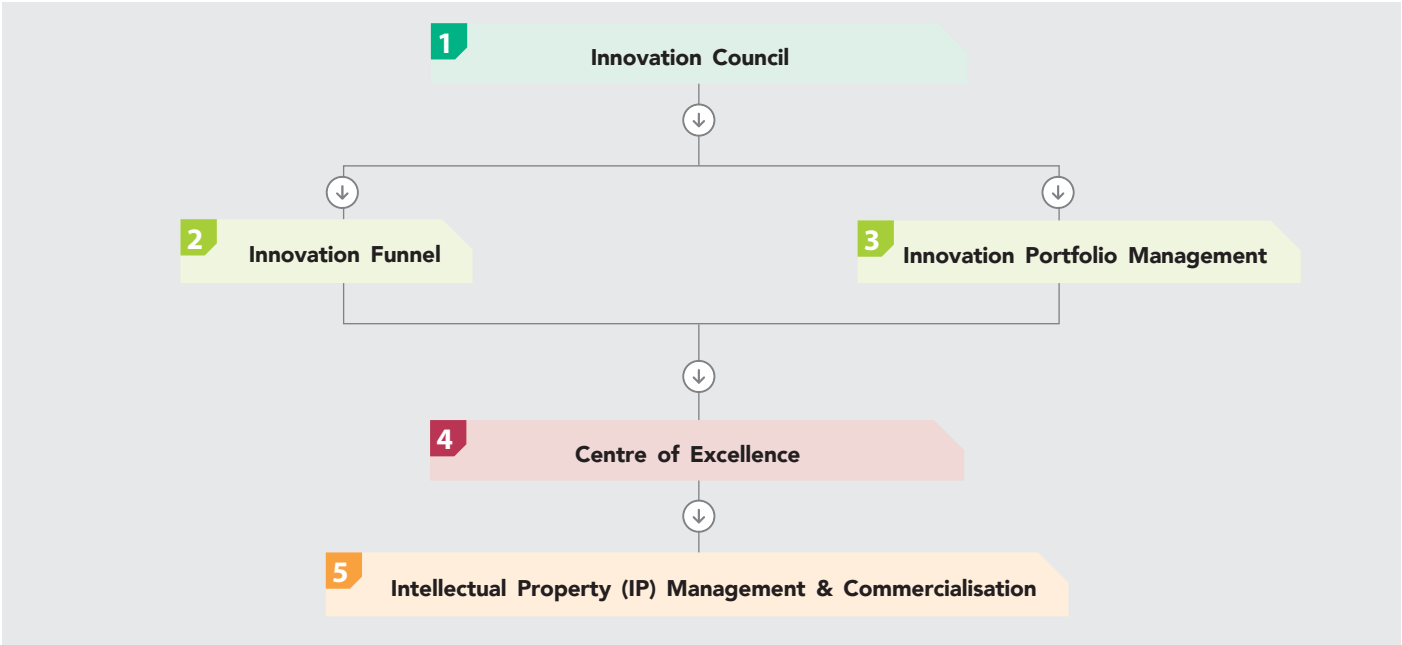 1
Innovation Council
2
Innovation Funnel
3
Innovation Portfolio Management
4
Centre of Excellence
5
Intellectual Property (IP) Management & Commercialisation